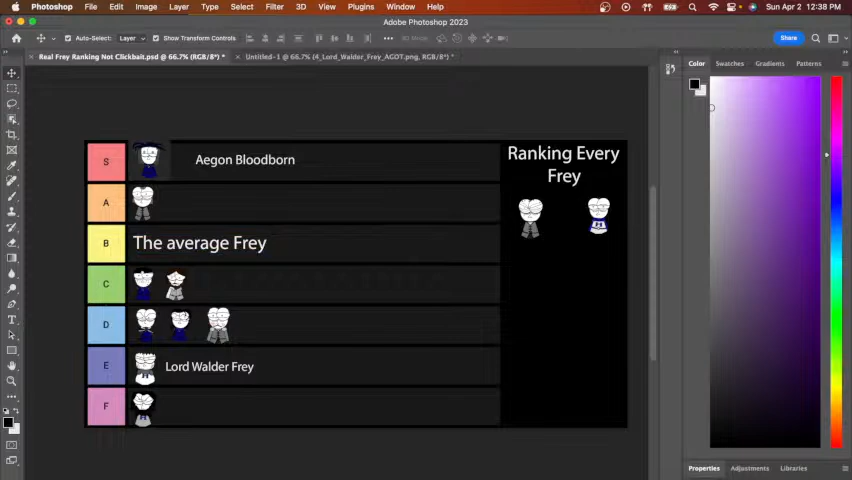 Photoshop File Edit Image Layer Type Select Filter 3D View Plugins Window Help Sun Apr 2 12:38 PM
Adobe Photoshop 2023
Auto-Select: Layer Show Transform Controls Share
Real Frey Ranking Not Clickbait.psd @ 66.7% (RGB/8*) * Untitled-1 @ 66.7% (4_Lord_Walder_Frey_AGOT.png, RGB/8*) *
Color Swatches Gradients Patterns
S Aegon Bloodborn
Ranking Every
Frey
A
B The average Frey
C
D
E Lord Walder Frey
F
Properties Adjustments Libraries